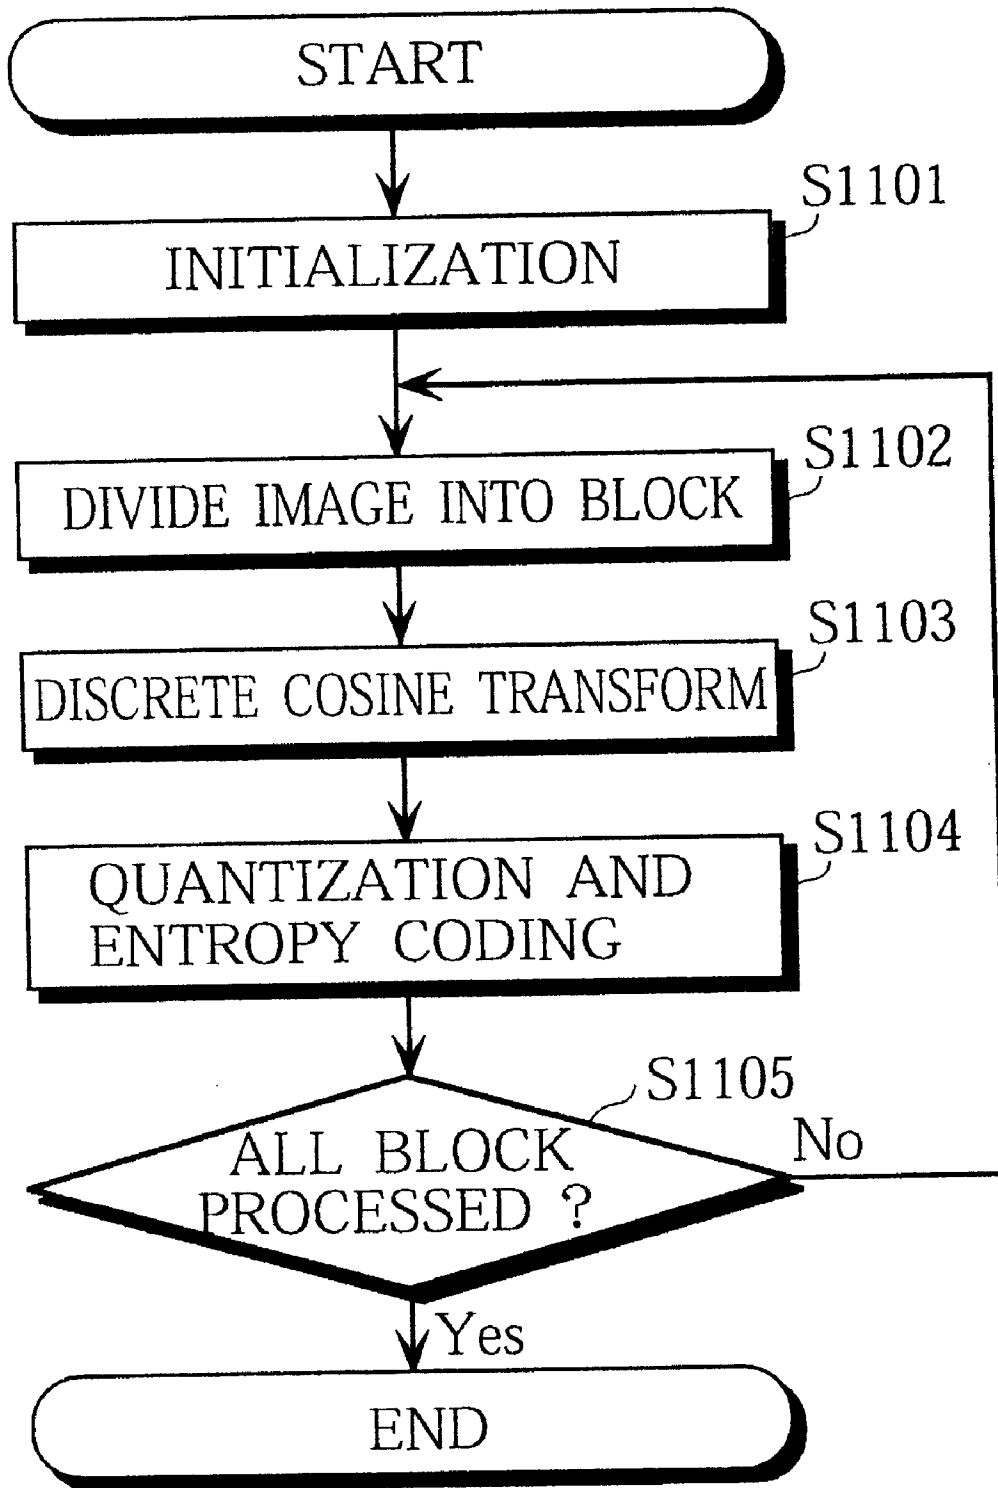 START
S1101
INITIALIZATION
S1102
DIVIDE IMAGE INTO BLOCK
S1103
DISCRETE COSINE TRANSFORM
S1104
QUANTIZATION AND
ENTROPY CODING
S1105
ALL BLOCK
PROCESSED ?
No
Yes
END